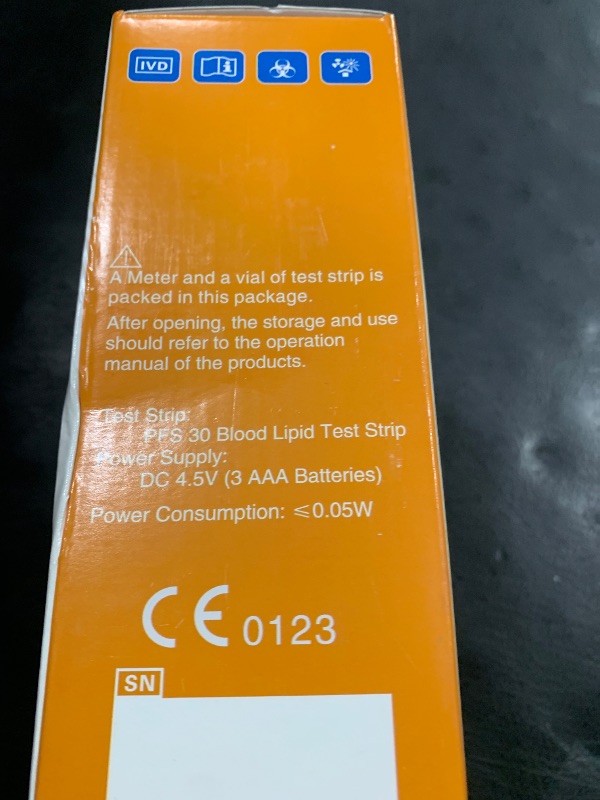 IVD
A Meter and a vial of test strip is
packed in this package.
After opening, the storage and use
should refer to the operation
manual of the products.
Test Strip:
PFS 30 Blood Lipid Test Strip
Power Supply:
DC 4.5V (3 AAA Batteries)
Power Consumption: ≤0.05W
CE 0123
SN